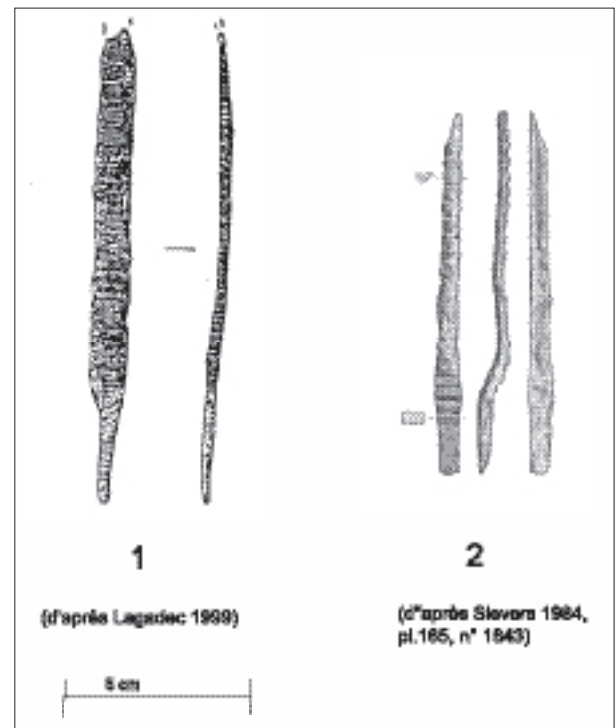 1
(d'après Lagadec 1999)
2
(d'après Sievers 1984,
pl.165, n° 1843)
5 cm